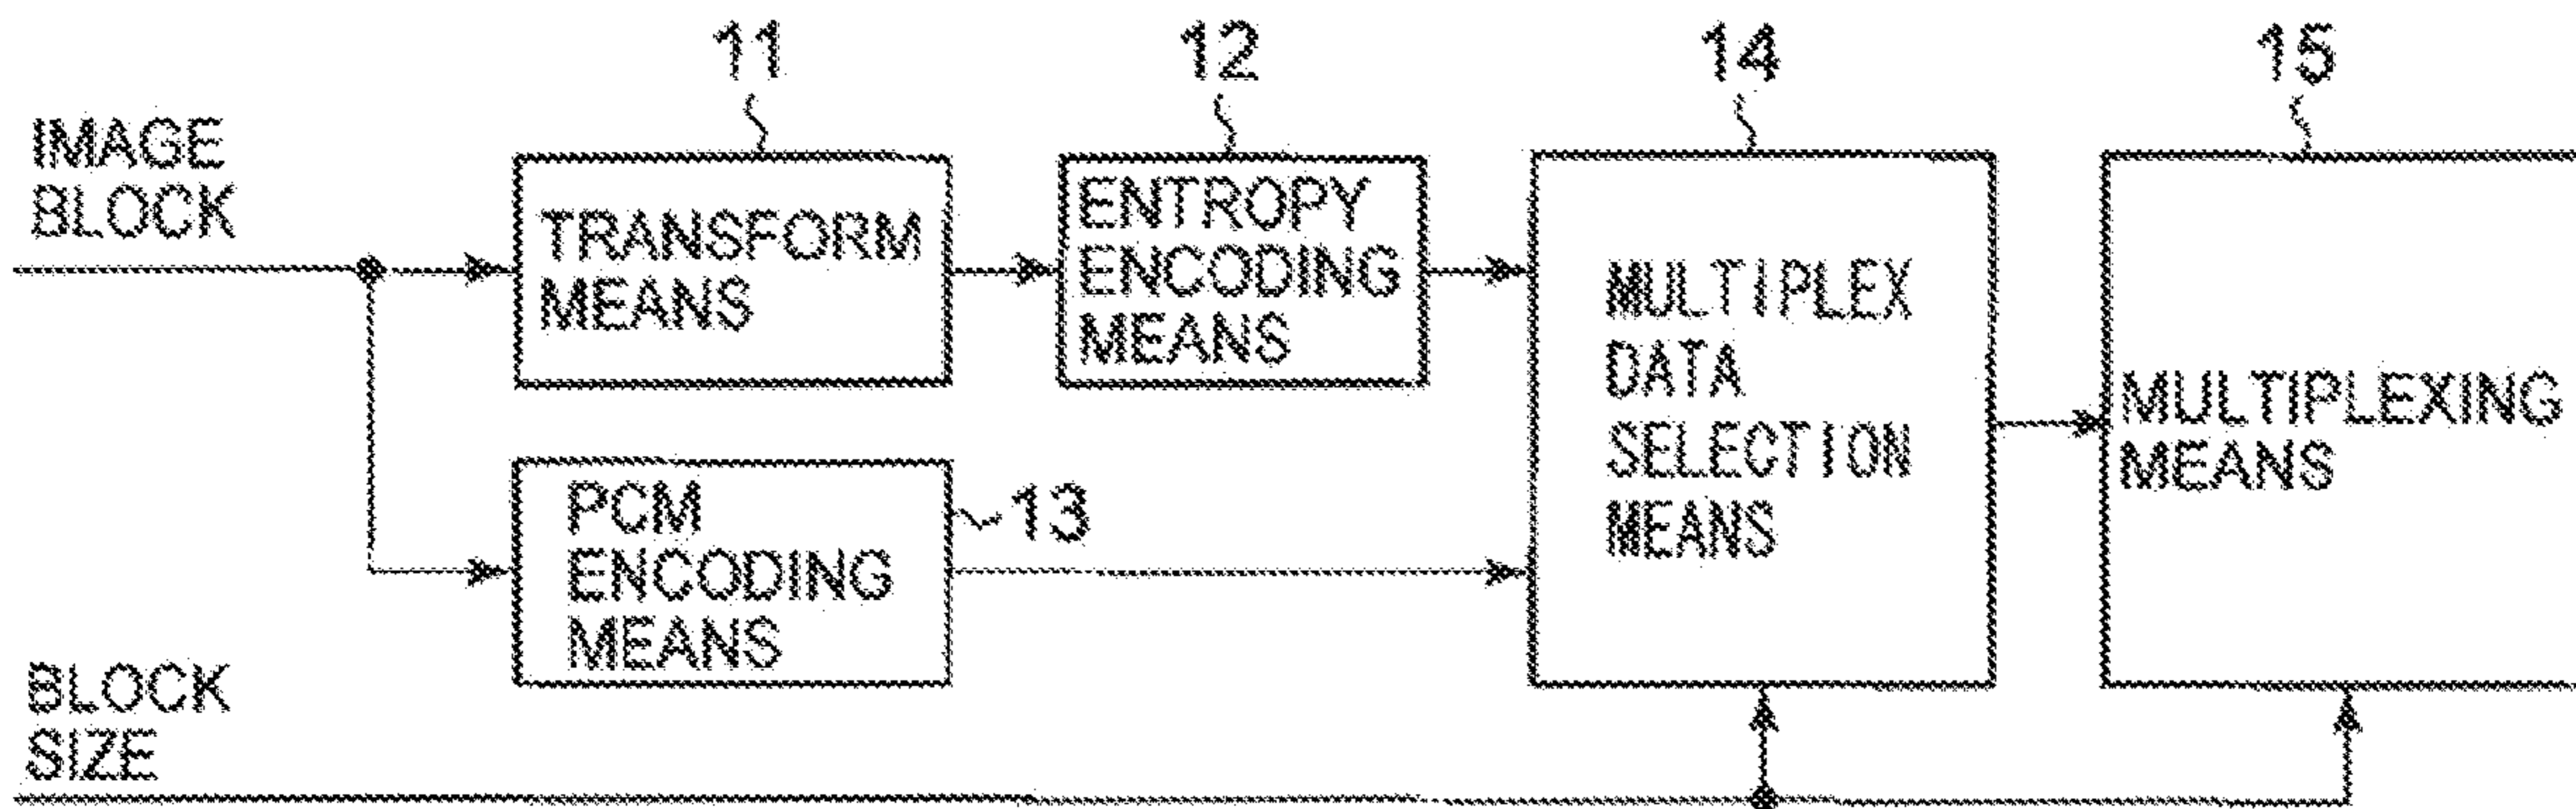 11
12
14
15
IMAGE
BLOCK
TRANSFORM
MEANS
ENTROPY
ENCODING
MEANS
MULTIPLEX
DATA
SELECTION
MEANS
MULTIPLEXING
MEANS
PCM
ENCODING
MEANS
13
BLOCK
SIZE